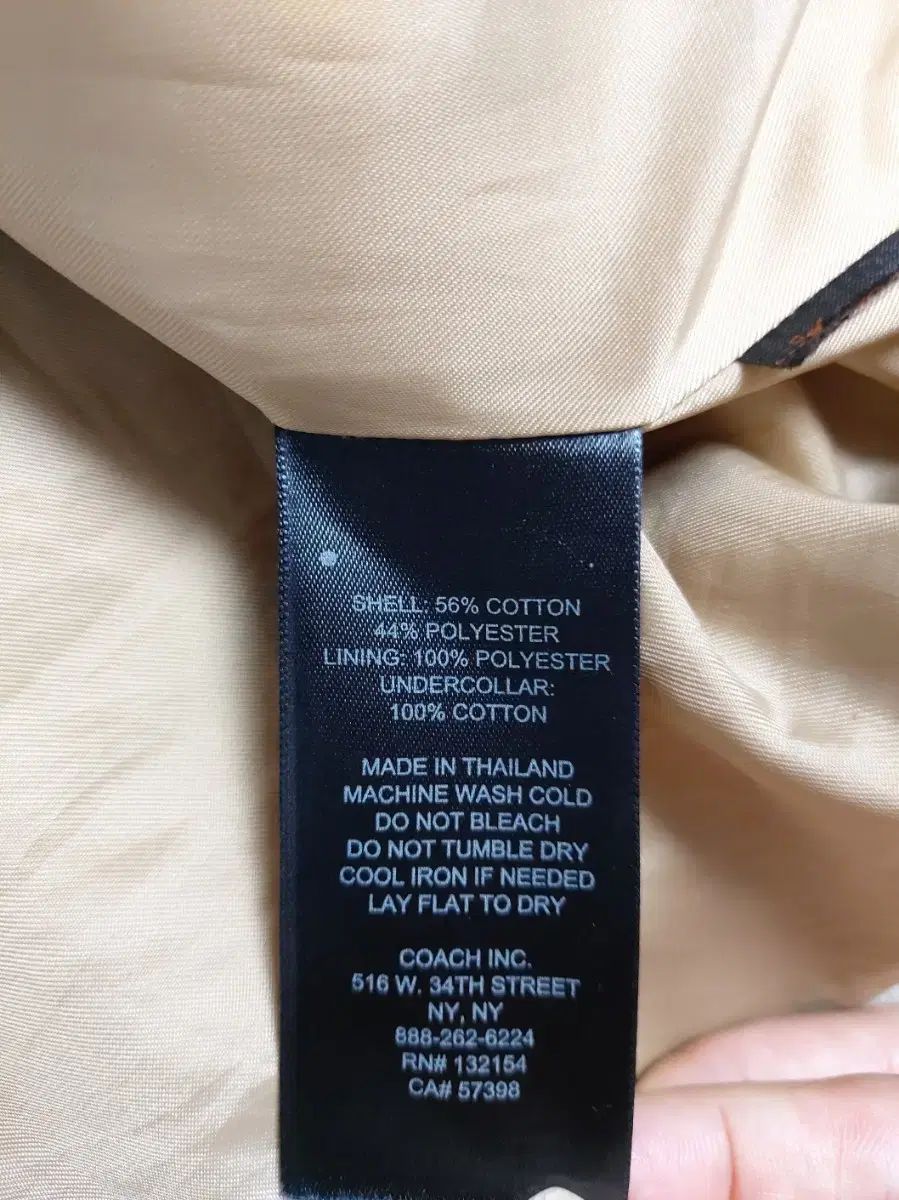 SHELL: 56% COTTON
44% POLYESTER
LINING: 100% POLYESTER
UNDERCOLLAR:
100% COTTON
MADE IN THAILAND
MACHINE WASH COLD
DO NOT BLEACH
DO NOT TUMBLE DRY
COOL IRON IF NEEDED
LAY FLAT TO DRY
COACH INC.
516 W. 34TH STREET
NY, NY
888-262-6224
RN# 132154
CA# 57398